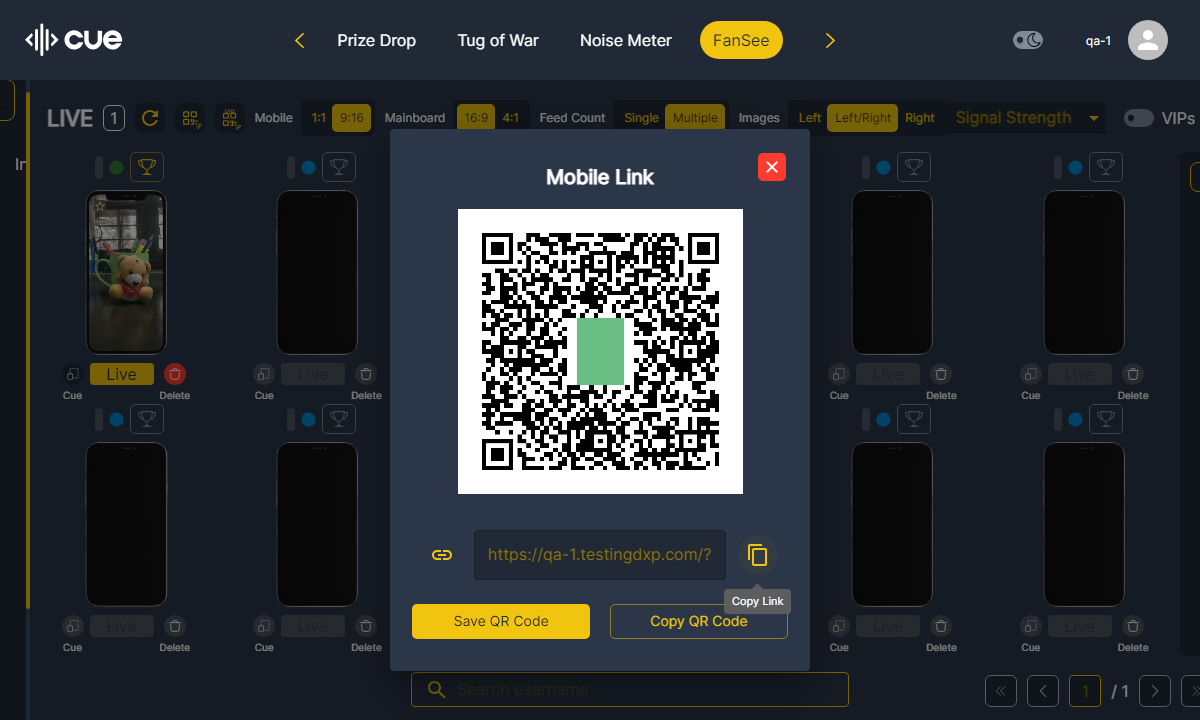 cue
Prize Drop
Tug of War
Noise Meter
FanSee
qa-1
LIVE 1
Mobile 1:1 9:16
Mainboard 16:9 4:1
Feed Count Single Multiple
Images Left Left/Right Right
Signal Strength
VIPs
In
Mobile Link
Live
Live
Live
Live
Cue Delete
Cue Delete
Cue Delete
Cue Delete
https://qa-1.testingdxp.com/?
Copy Link
Save QR Code
Copy QR Code
Live
Live
Live
Live
Cue Delete
Cue Delete
Cue Delete
Cue Delete
Search username
1 / 1